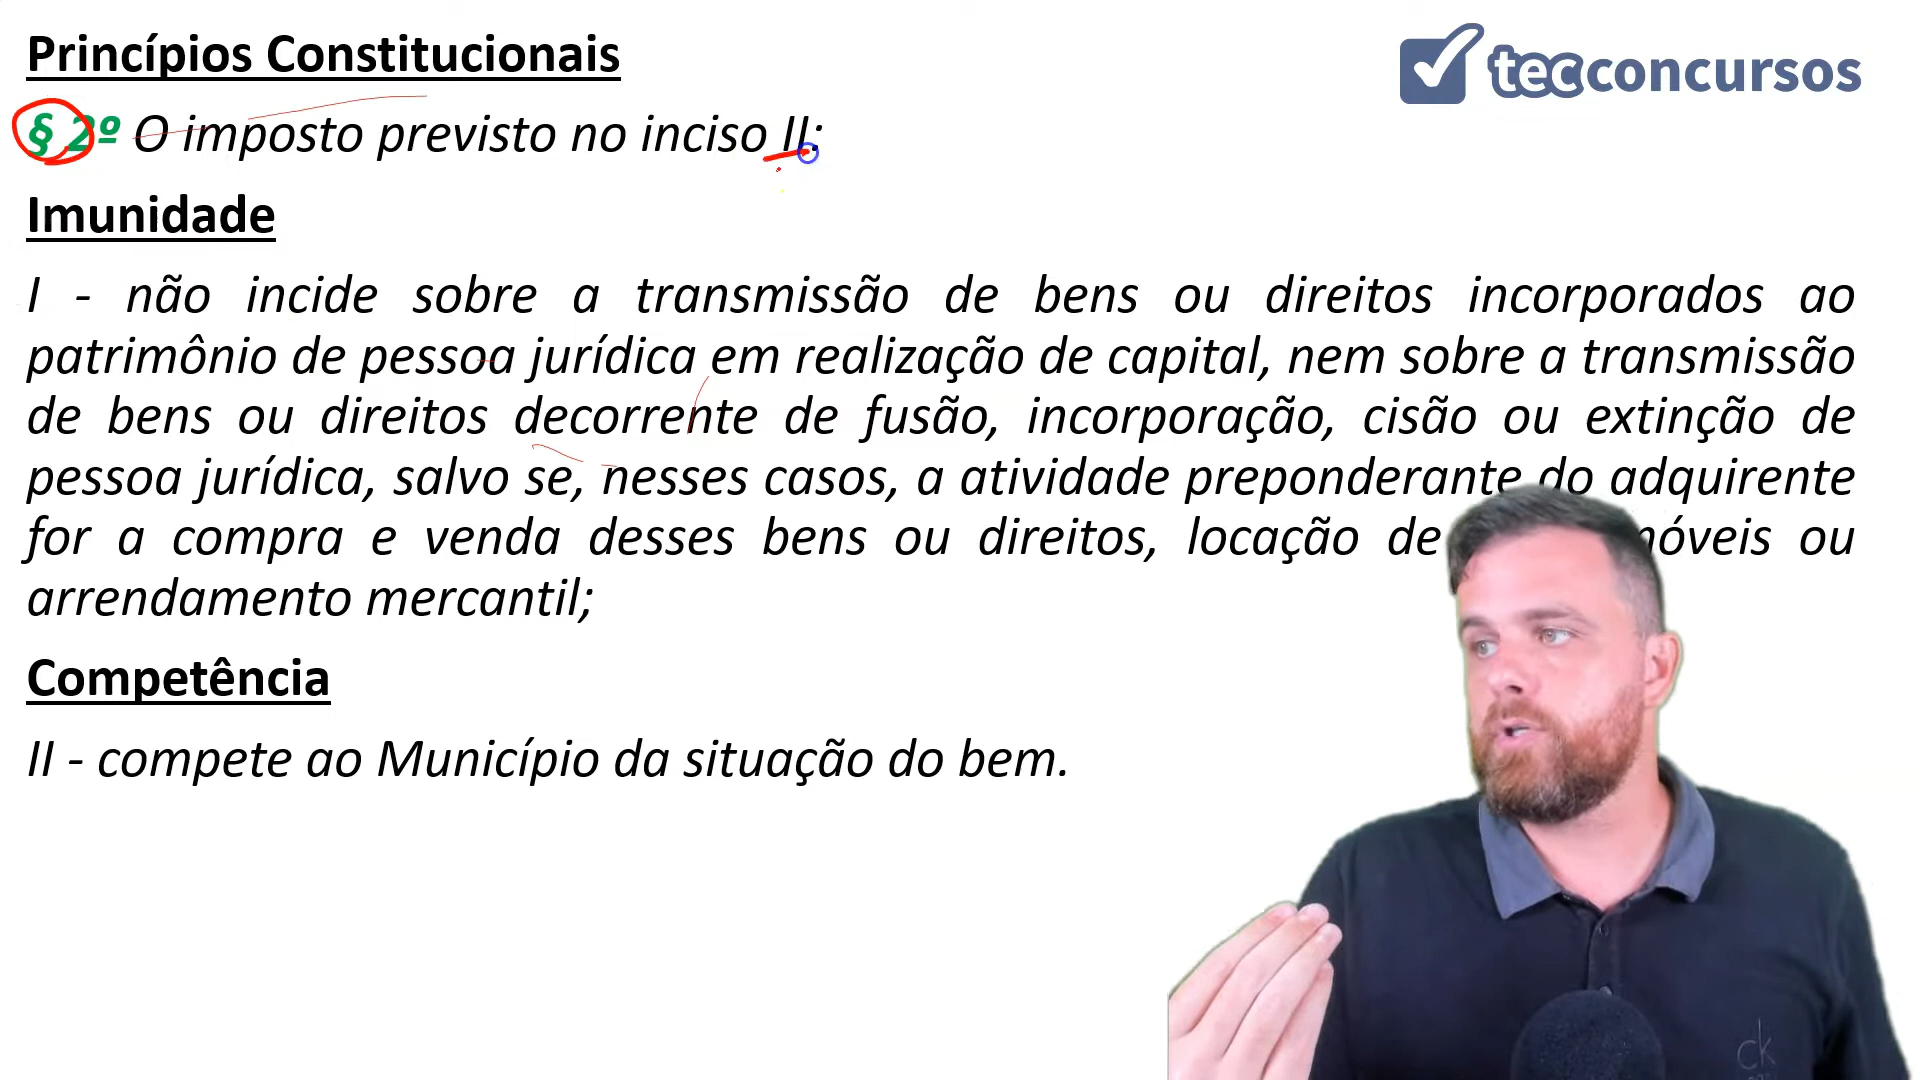 Princípios Constitucionais
tecconcursos
§ 2º O imposto previsto no inciso II:
Imunidade
I - não incide sobre a transmissão de bens ou direitos incorporados ao
patrimônio de pessoa jurídica em realização de capital, nem sobre a transmissão
de bens ou direitos decorrente de fusão, incorporação, cisão ou extinção de
pessoa jurídica, salvo se, nesses casos, a atividade preponderante do adquirente
for a compra e venda desses bens ou direitos, locação de ou
arrendamento mercantil;
Competência
II - compete ao Município da situação do bem.
ck